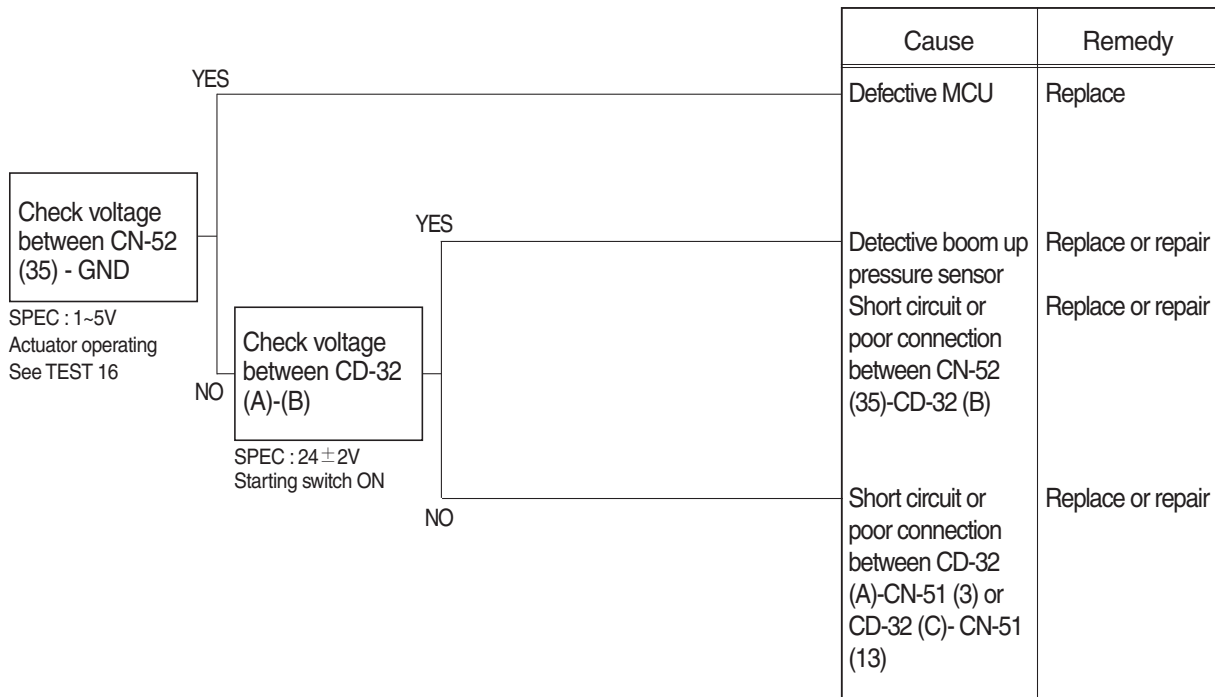 Cause
Remedy
YES
Defective MCU
Replace
Check voltage
between CN-52
(35) - GND
SPEC : 1~5V
Actuator operating
See TEST 16
YES
Detective boom up
pressure sensor
Replace or repair
Short circuit or
poor connection
between CN-52
(35)-CD-32 (B)
Replace or repair
NO
Check voltage
between CD-32
(A)-(B)
SPEC : 24±2V
Starting switch ON
NO
Short circuit or
poor connection
between CD-32
(A)-CN-51 (3) or
CD-32 (C)- CN-51
(13)
Replace or repair